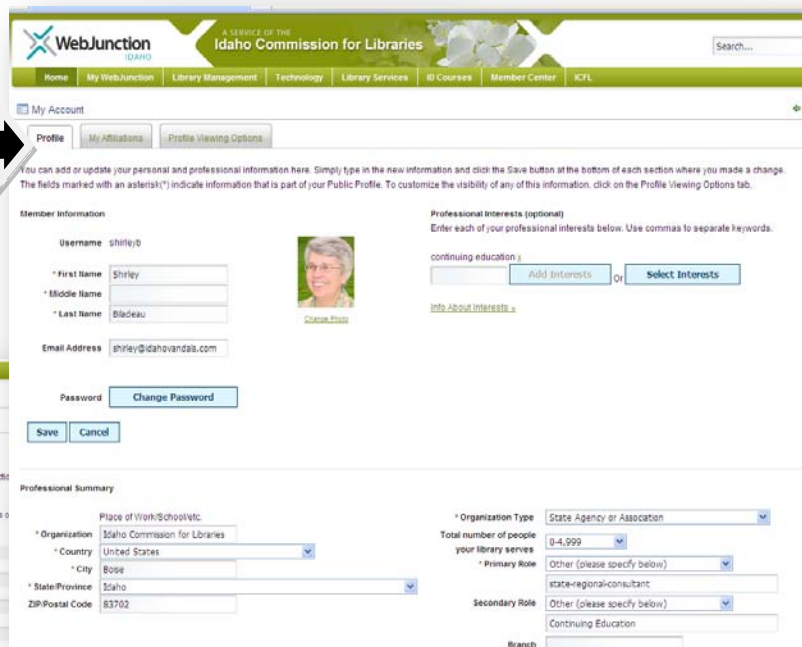 WebJunction
IDAHO
A SERVICE OF THE
Idaho Commission for Libraries
Search...
Home My WebJunction Library Management Technology Library Services ID Courses Member Center ICFL
My Account
Profile My Affiliations Profile Viewing Options
You can add or update your personal and professional information here. Simply type in the new information and click the Save button at the bottom of each section where you made a change.
The fields marked with an asterisk(*) indicate information that is part of your Public Profile. To customize the visibility of any of this information, click on the Profile Viewing Options tab.
Member Information
Username shirleyb
* First Name Shirley
* Middle Name
* Last Name Bladeau
Email Address shirley@idahovandals.com
Change Photo
Password Change Password
Save Cancel
Professional Interests (optional)
Enter each of your professional interests below. Use commas to separate keywords.
continuing education x
Add Interests Or Select Interests
Info About Interests »
Professional Summary
Place of Work/School/etc.
* Organization Idaho Commission for Libraries
* Country United States
* City Boise
* State/Province Idaho
ZIP/Postal Code 83702
* Organization Type State Agency or Association
Total number of people
your library serves 0-4,999
* Primary Role Other (please specify below)
state-regional-consultant
Secondary Role Other (please specify below)
Continuing Education
Branch